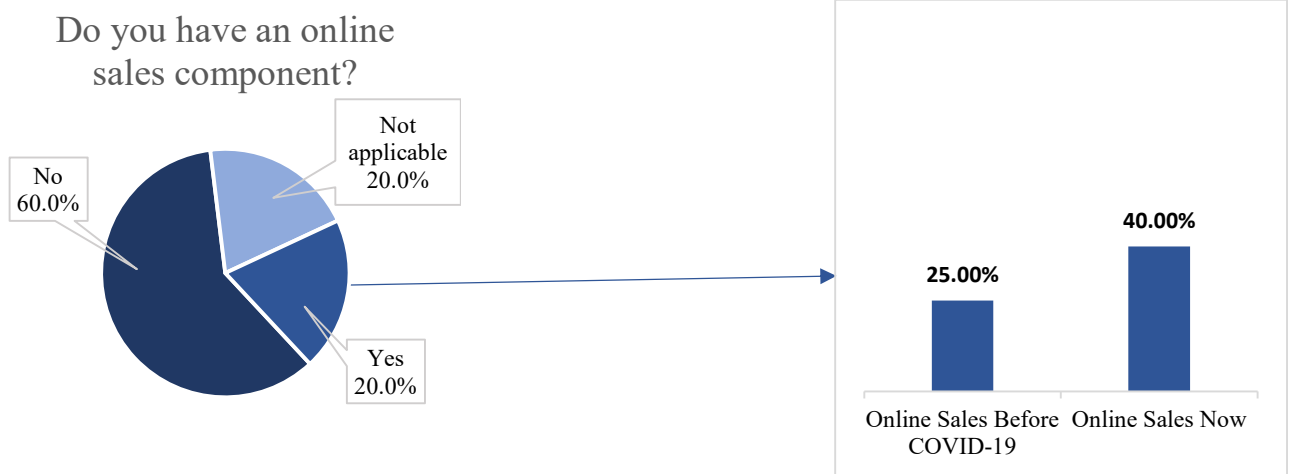 Do you have an online
sales component?
Not
applicable
20.0%
No
60.0%
Yes
20.0%
40.00%
25.00%
Online Sales Before
COVID-19
Online Sales Now